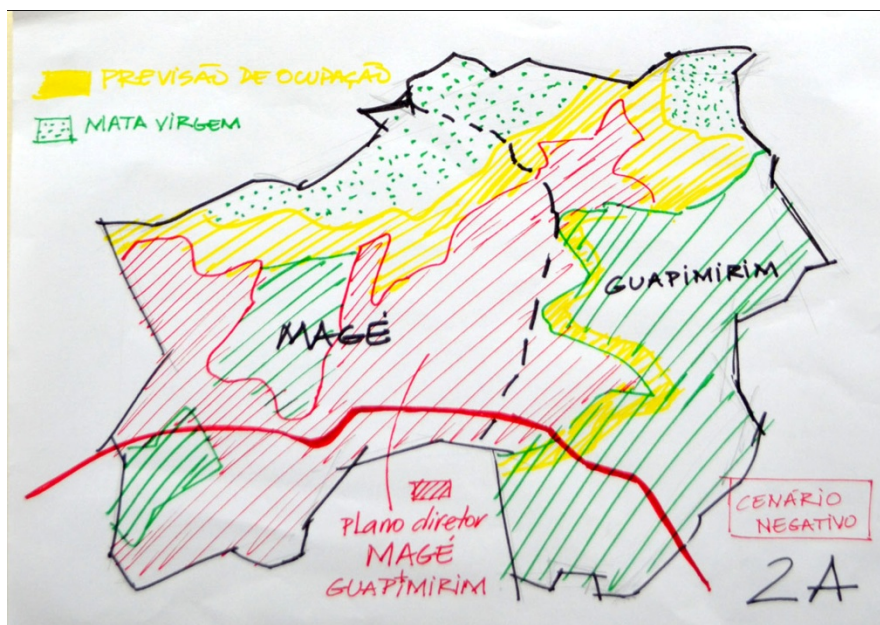 PREVISÃO DE OCUPAÇÃO
MATA VIRGEM
GUAPIMIRIM
MAGÉ
plano diretor
MAGÉ
+
GUAPIMIRIM
CENÁRIO
NEGATIVO
2A